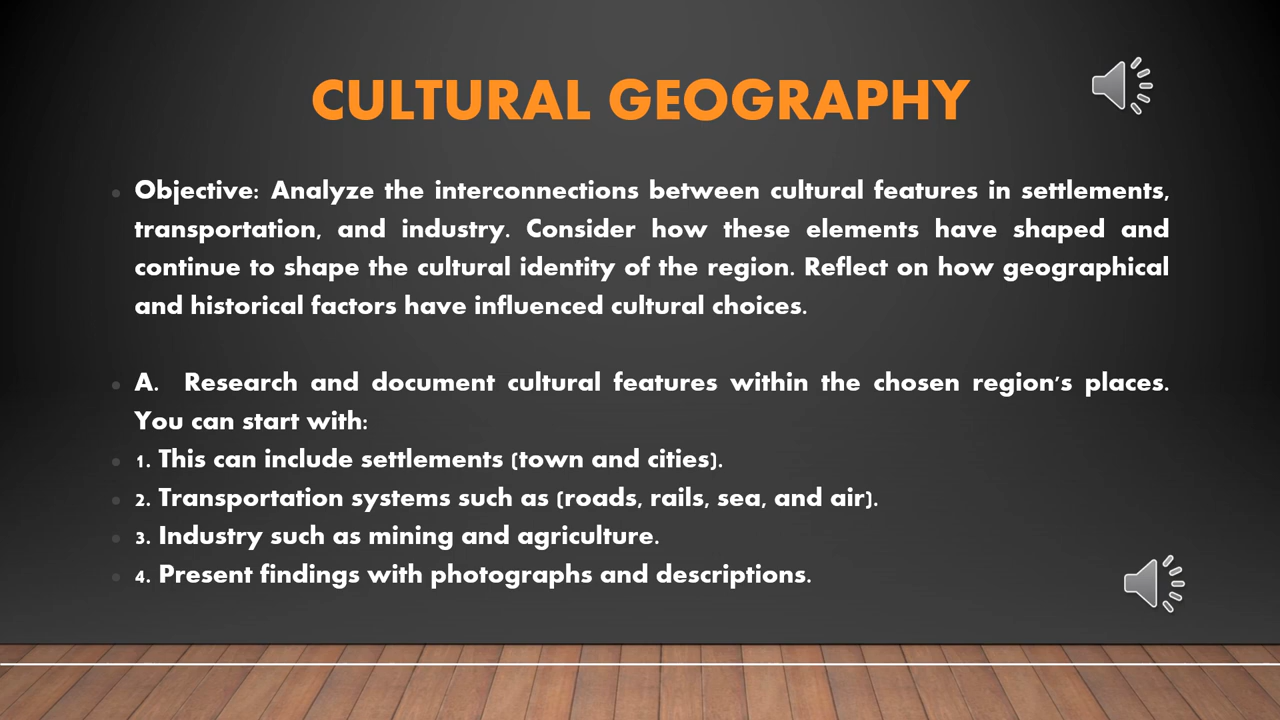 CULTURAL GEOGRAPHY
Objective: Analyze the interconnections between cultural features in settlements,
transportation, and industry. Consider how these elements have shaped and
continue to shape the cultural identity of the region. Reflect on how geographical
and historical factors have influenced cultural choices.
A. Research and document cultural features within the chosen region's places.
You can start with:
1. This can include settlements (town and cities).
2. Transportation systems such as (roads, rails, sea, and air).
3. Industry such as mining and agriculture.
4. Present findings with photographs and descriptions.